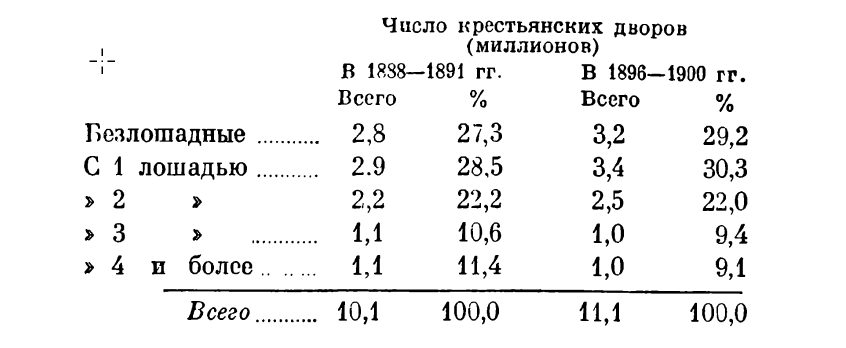 Число крестьянских дворов
(миллионов)
В 1888—1891 гг. В 1896—1900 гг.
Всего % Всего %
Безлошадные ........... 2,8 27,3 3,2 29,2
С 1 лошадью ........... 2.9 28,5 3,4 30,3
» 2 » 2,2 22,2 2,5 22,0
» 3 » ........... 1,1 10,6 1,0 9,4
» 4 и более .. .. ... 1,1 11,4 1,0 9,1
Всего ........... 10,1 100,0 11,1 100,0